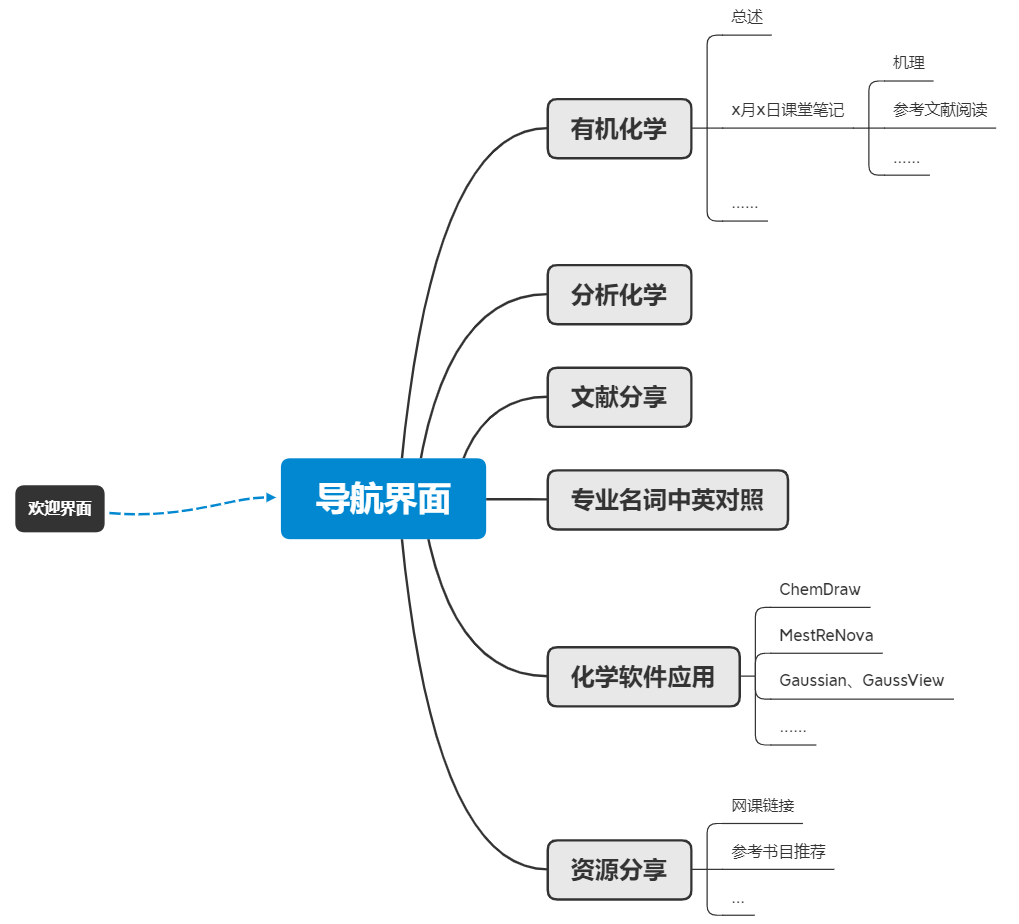 欢迎界面
导航界面
有机化学
总述
x月x日课堂笔记
机理
参考文献阅读
......
......
分析化学
文献分享
专业名词中英对照
化学软件应用
ChemDraw
MestReNova
Gaussian、GaussView
......
资源分享
网课链接
参考书目推荐
...